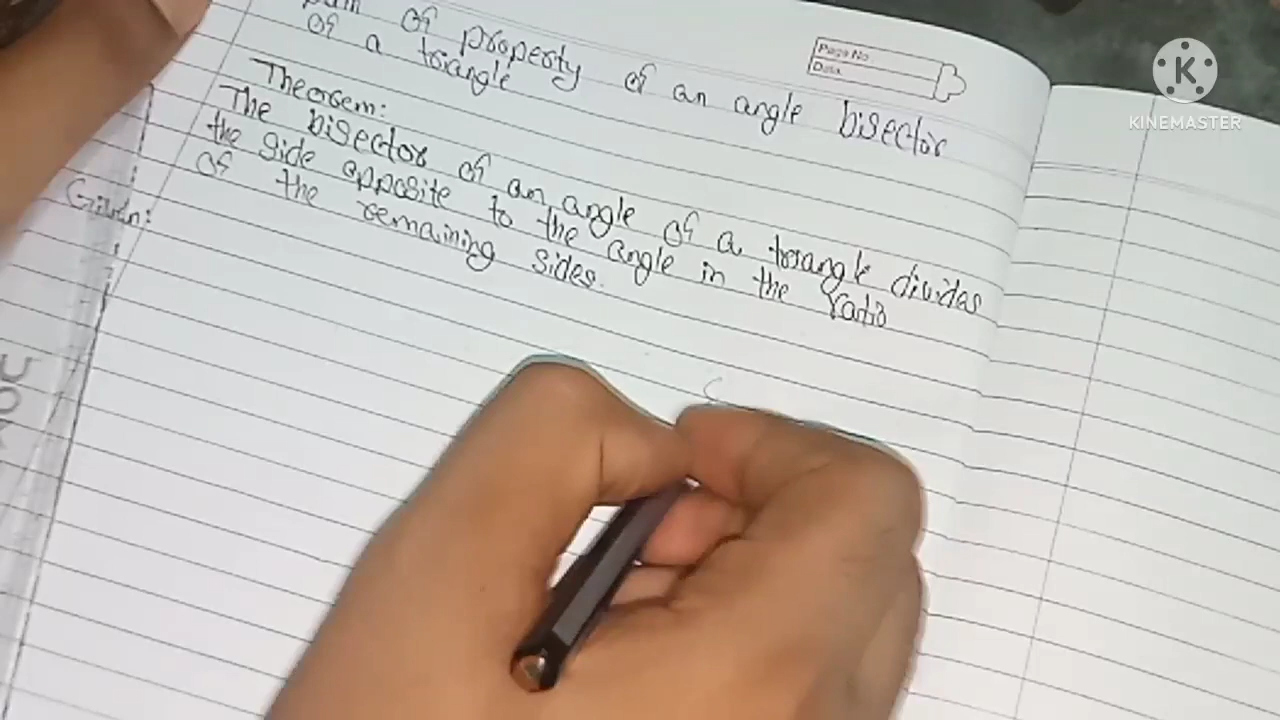 of property of an angle bisector
of a triangle
Page No
Date
Theorem:
The bisector of an angle of a triangle divides
the side opposite to the angle in the ratio
of the remaining sides.
Given:
K
KINEMASTER